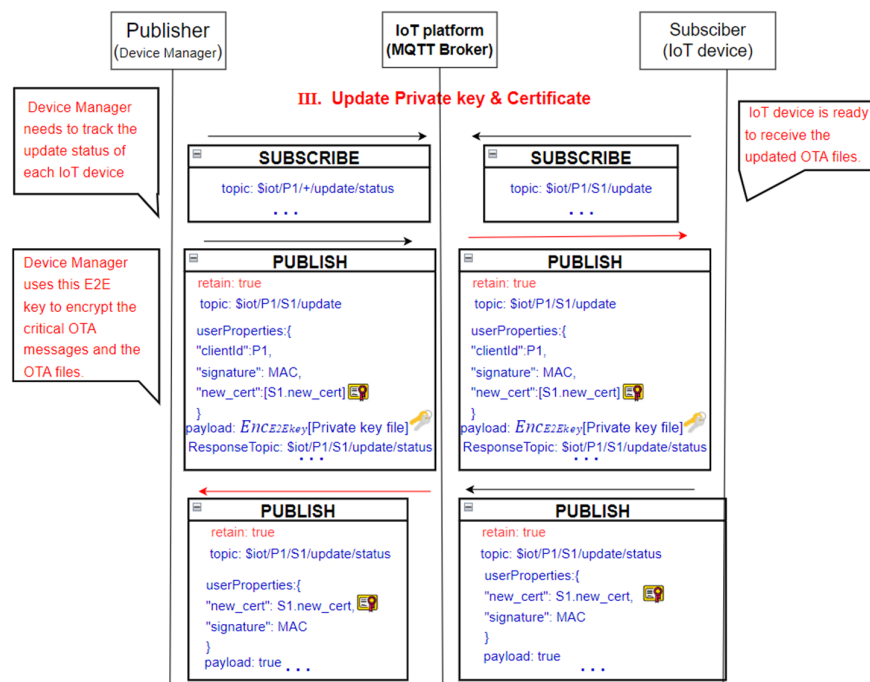 Publisher
(Device Manager)
IoT platform
(MQTT Broker)
Subsciber
(IoT device)
III. Update Private key & Certificate
Device Manager
needs to track the
update status of
each IoT device
IoT device is ready
to receive the
updated OTA files.
SUBSCRIBE
topic: $iot/P1/+/update/status
• • •
SUBSCRIBE
topic: $iot/P1/S1/update
• • •
Device Manager
uses this E2E
key to encrypt the
critical OTA
messages and the
OTA files.
PUBLISH
retain: true
topic: $iot/P1/S1/update
userProperties:{
"clientId":P1,
"signature": MAC,
"new_cert":[S1.new_cert]
}
payload: EncE2Ekey[Private key file]
ResponseTopic: $iot/P1/S1/update/status
• • •
PUBLISH
retain: true
topic: $iot/P1/S1/update
userProperties:{
"clientId":P1,
"signature": MAC,
"new_cert":[S1.new_cert]
}
payload: EncE2Ekey[Private key file]
ResponseTopic: $iot/P1/S1/update/status
• • •
PUBLISH
retain: true
topic: $iot/P1/S1/update/status
userProperties:{
"new_cert": S1.new_cert,
"signature": MAC
}
payload: true
• • •
PUBLISH
retain: true
topic: $iot/P1/S1/update/status
userProperties:{
"new_cert": S1.new_cert,
"signature": MAC
}
payload: true
• • •